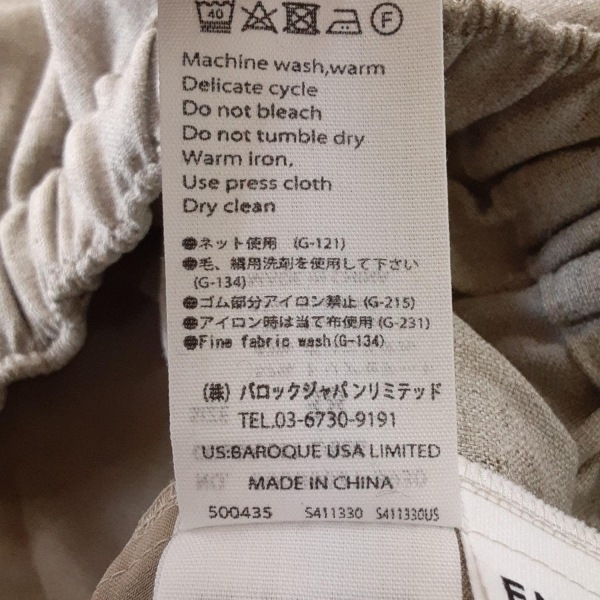 40 F
Machine wash,warm
Delicate cycle
Do not bleach
Do not tumble dry
Warm iron,
Use press cloth
Dry clean
●ネット使用 (G-121)
●毛、絹用洗剤を使用して下さい
(G-134)
●ゴム部分アイロン禁止 (G-215)
●アイロン時は当て布使用 (G-231)
●Fine fabric wash(G-134)
(株) バロックジャパンリミテッド
TEL.03-6730-9191
US:BAROQUE USA LIMITED
MADE IN CHINA
500435 S411330 S411330US